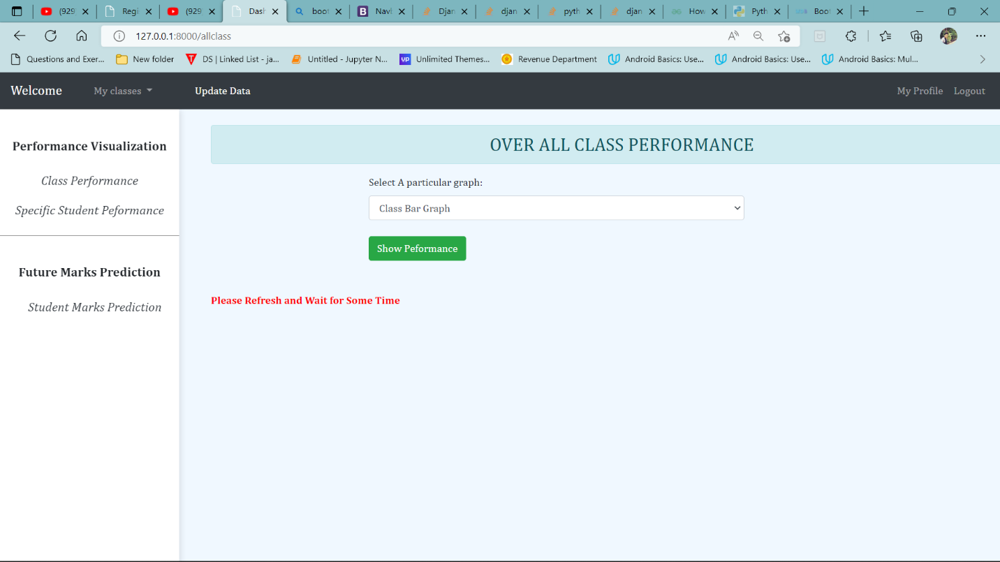 (929 Regi (929 Dash boot Navb Djan djan pyth djan How Pyth Boot
127.0.0.1:8000/allclass
Questions and Exer... New folder DS | Linked List - ja... Untitled - Jupyter N... Unlimited Themes... Revenue Department Android Basics: Use... Android Basics: Use... Android Basics: Mul...
Welcome My classes Update Data My Profile Logout
Performance Visualization
Class Performance
Specific Student Peformance
Future Marks Prediction
Student Marks Prediction
OVER ALL CLASS PERFORMANCE
Select A particular graph:
Class Bar Graph
Show Peformance
Please Refresh and Wait for Some Time